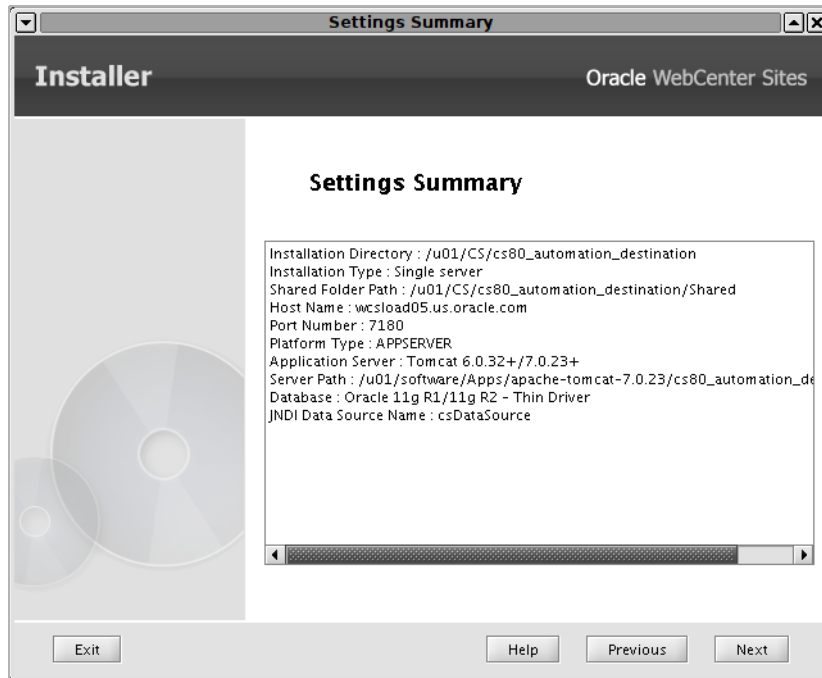 Settings Summary
Installer
Oracle WebCenter Sites
Settings Summary
Installation Directory : /u01/CS/cs80_automation_destination
Installation Type : Single server
Shared Folder Path : /u01/CS/cs80_automation_destination/Shared
Host Name : wcsload05.us.oracle.com
Port Number : 7180
Platform Type : APPSERVER
Application Server : Tomcat 6.0.32+/7.0.23+
Server Path : /u01/software/Apps/apache-tomcat-7.0.23/cs80_automation_de
Database : Oracle 11g R1/11g R2 - Thin Driver
JNDI Data Source Name : csDataSource
Exit
Help
Previous
Next